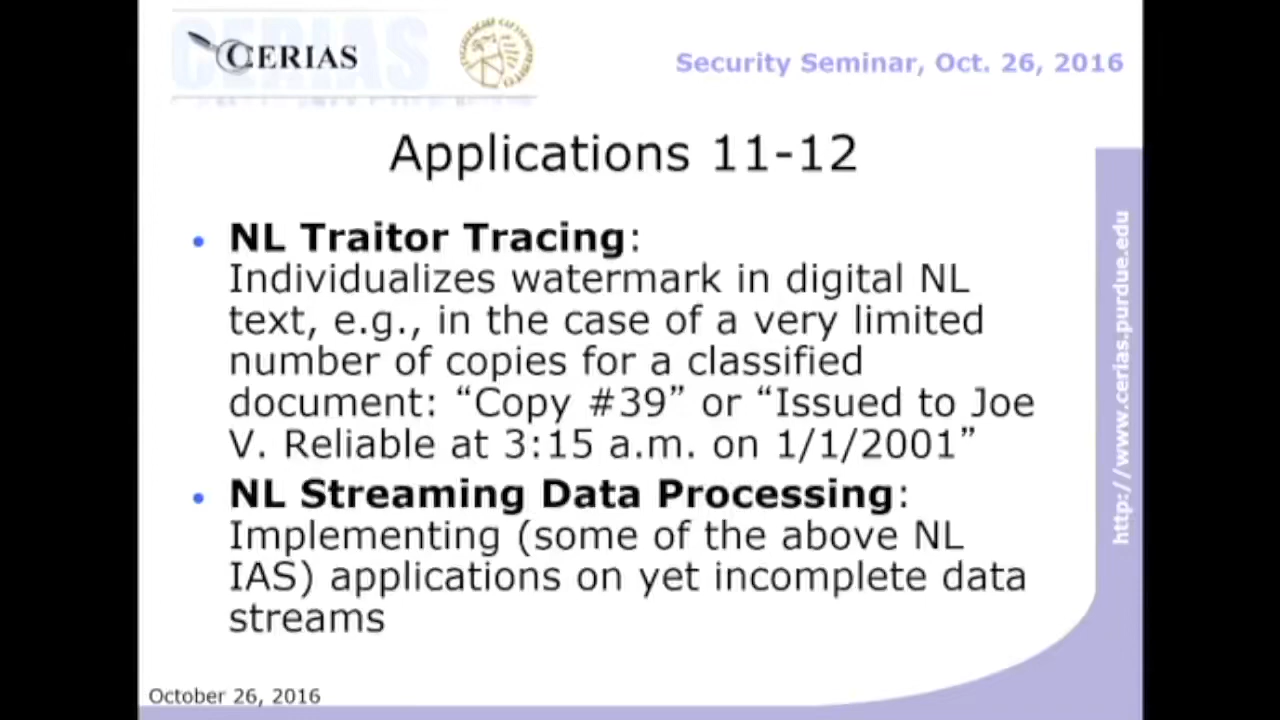 CERIAS
Security Seminar, Oct. 26, 2016
Applications 11-12
• NL Traitor Tracing:
Individualizes watermark in digital NL
text, e.g., in the case of a very limited
number of copies for a classified
document: “Copy #39” or “Issued to Joe
V. Reliable at 3:15 a.m. on 1/1/2001”
• NL Streaming Data Processing:
Implementing (some of the above NL
IAS) applications on yet incomplete data
streams
http://www.cerias.purdue.edu
October 26, 2016